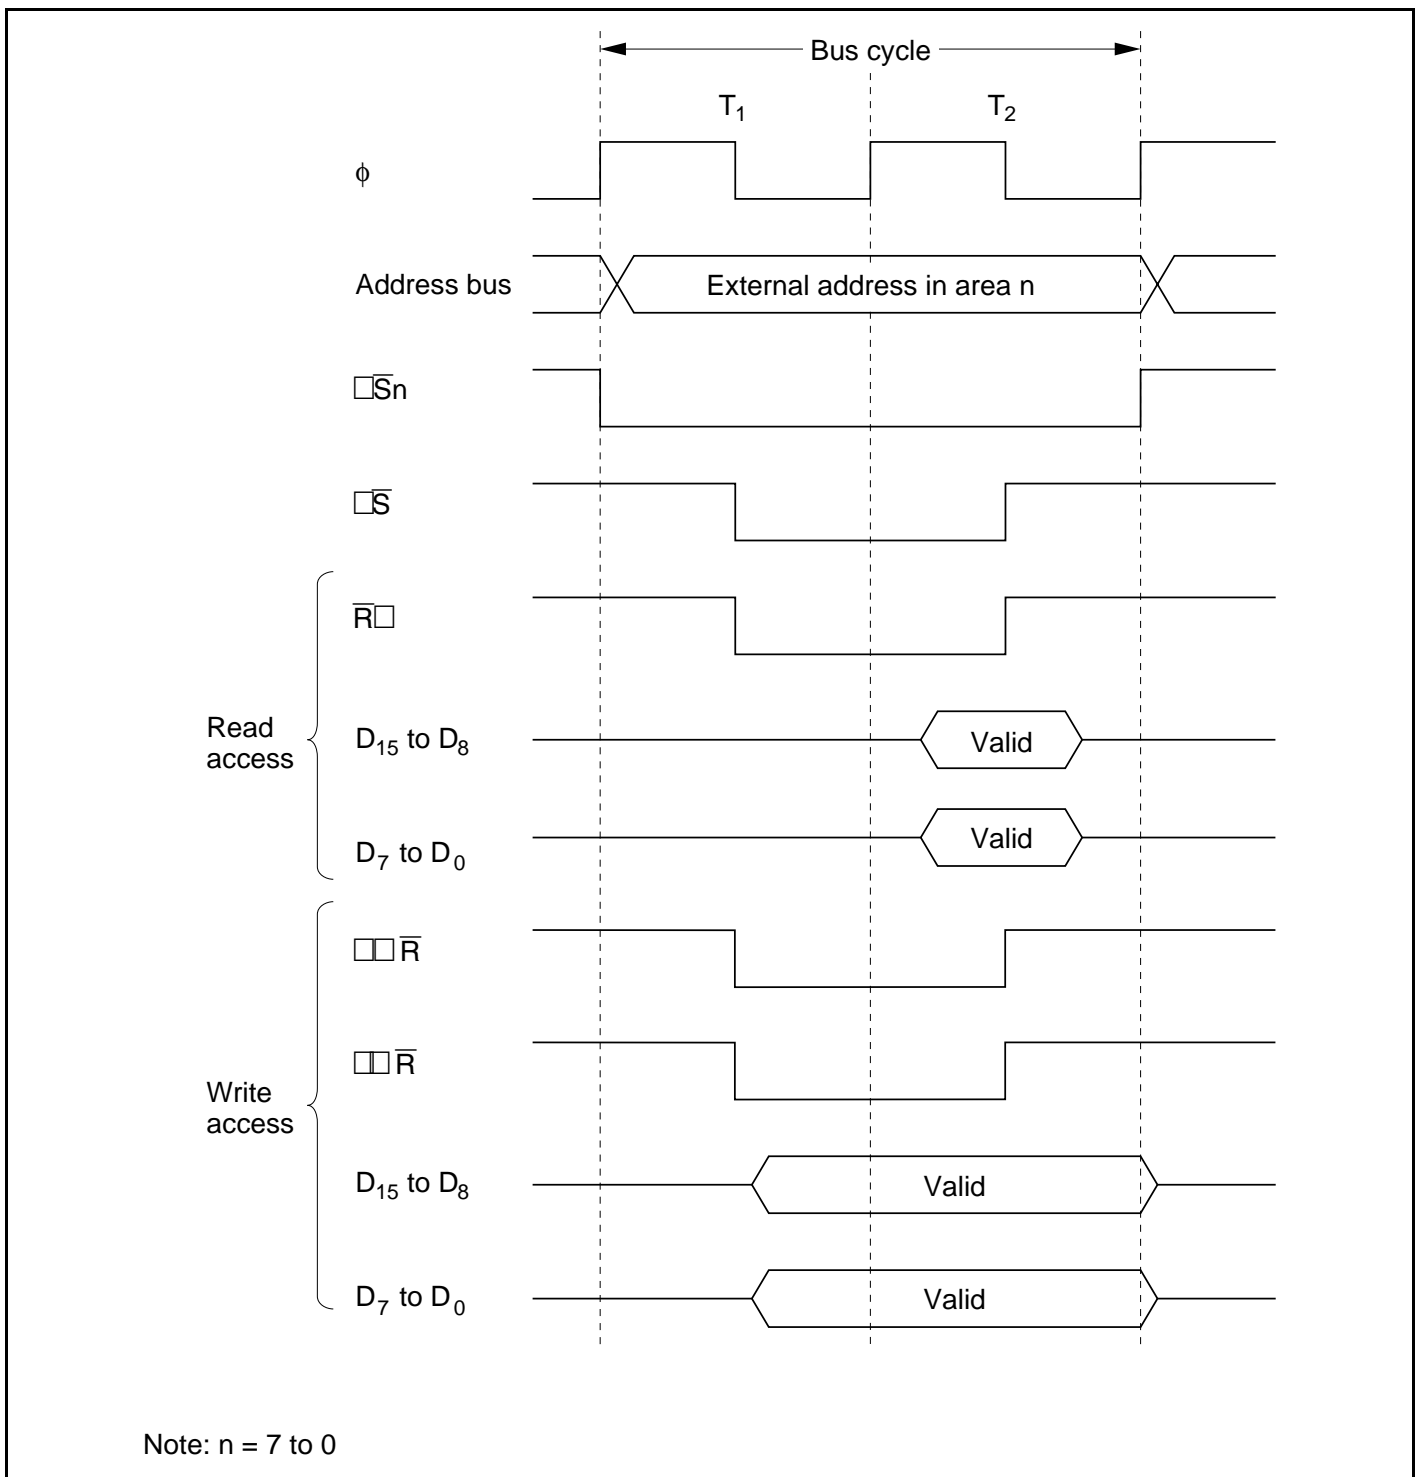 Bus cycle
T₁ T₂
ϕ
Address bus
External address in area n
□S̅n
□S̅
R̅□
Read
access
D₁₅ to D₈
Valid
D₇ to D₀
Valid
□□R̅
□□R̅
Write
access
D₁₅ to D₈
Valid
D₇ to D₀
Valid
Note: n = 7 to 0